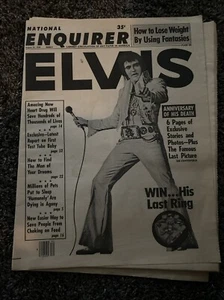 NATIONAL
ENQUIRER
35¢
How to Lose Weight
By Using Fantasies
ELVIS
Amazing New
Heart Drug Will
Save Hundreds of
Thousands of Lives
Exclusive—Latest
Report on First
Test Tube Baby
How to Find
The Man of
Your Dreams
Millions of Pets
Put to Sleep
'Humanely' Are
Dying in Agony
New Easier Way to
Save People From
Choking on Food
ANNIVERSARY
OF HIS DEATH
6 Pages of
Exclusive
Stories and
Photos—Plus
The Famous
Last Picture
WIN...His
Last Ring